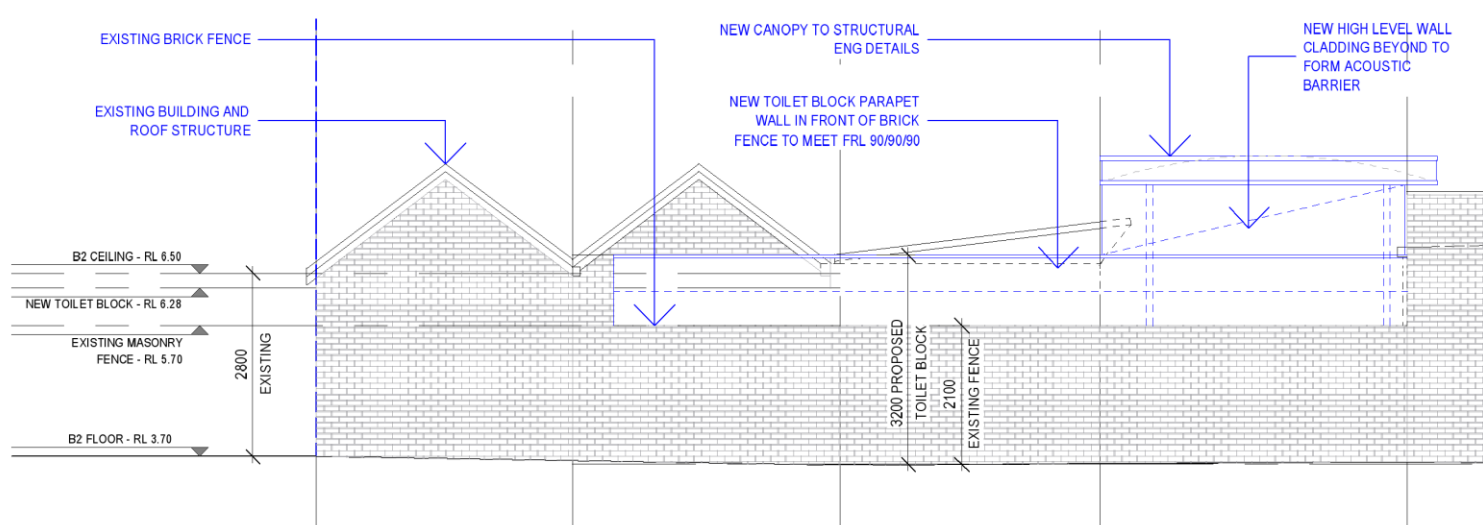 EXISTING BRICK FENCE
EXISTING BUILDING AND
ROOF STRUCTURE
NEW CANOPY TO STRUCTURAL
ENG DETAILS
NEW TOILET BLOCK PARAPET
WALL IN FRONT OF BRICK
FENCE TO MEET FRL 90/90/90
NEW HIGH LEVEL WALL
CLADDING BEYOND TO
FORM ACOUSTIC
BARRIER
B2 CEILING - RL 6.50
NEW TOILET BLOCK - RL 6.28
EXISTING MASONRY
FENCE - RL 5.70
B2 FLOOR - RL 3.70
2800
EXISTING
3200 PROPOSED
TOILET BLOCK
2100
EXISTING FENCE